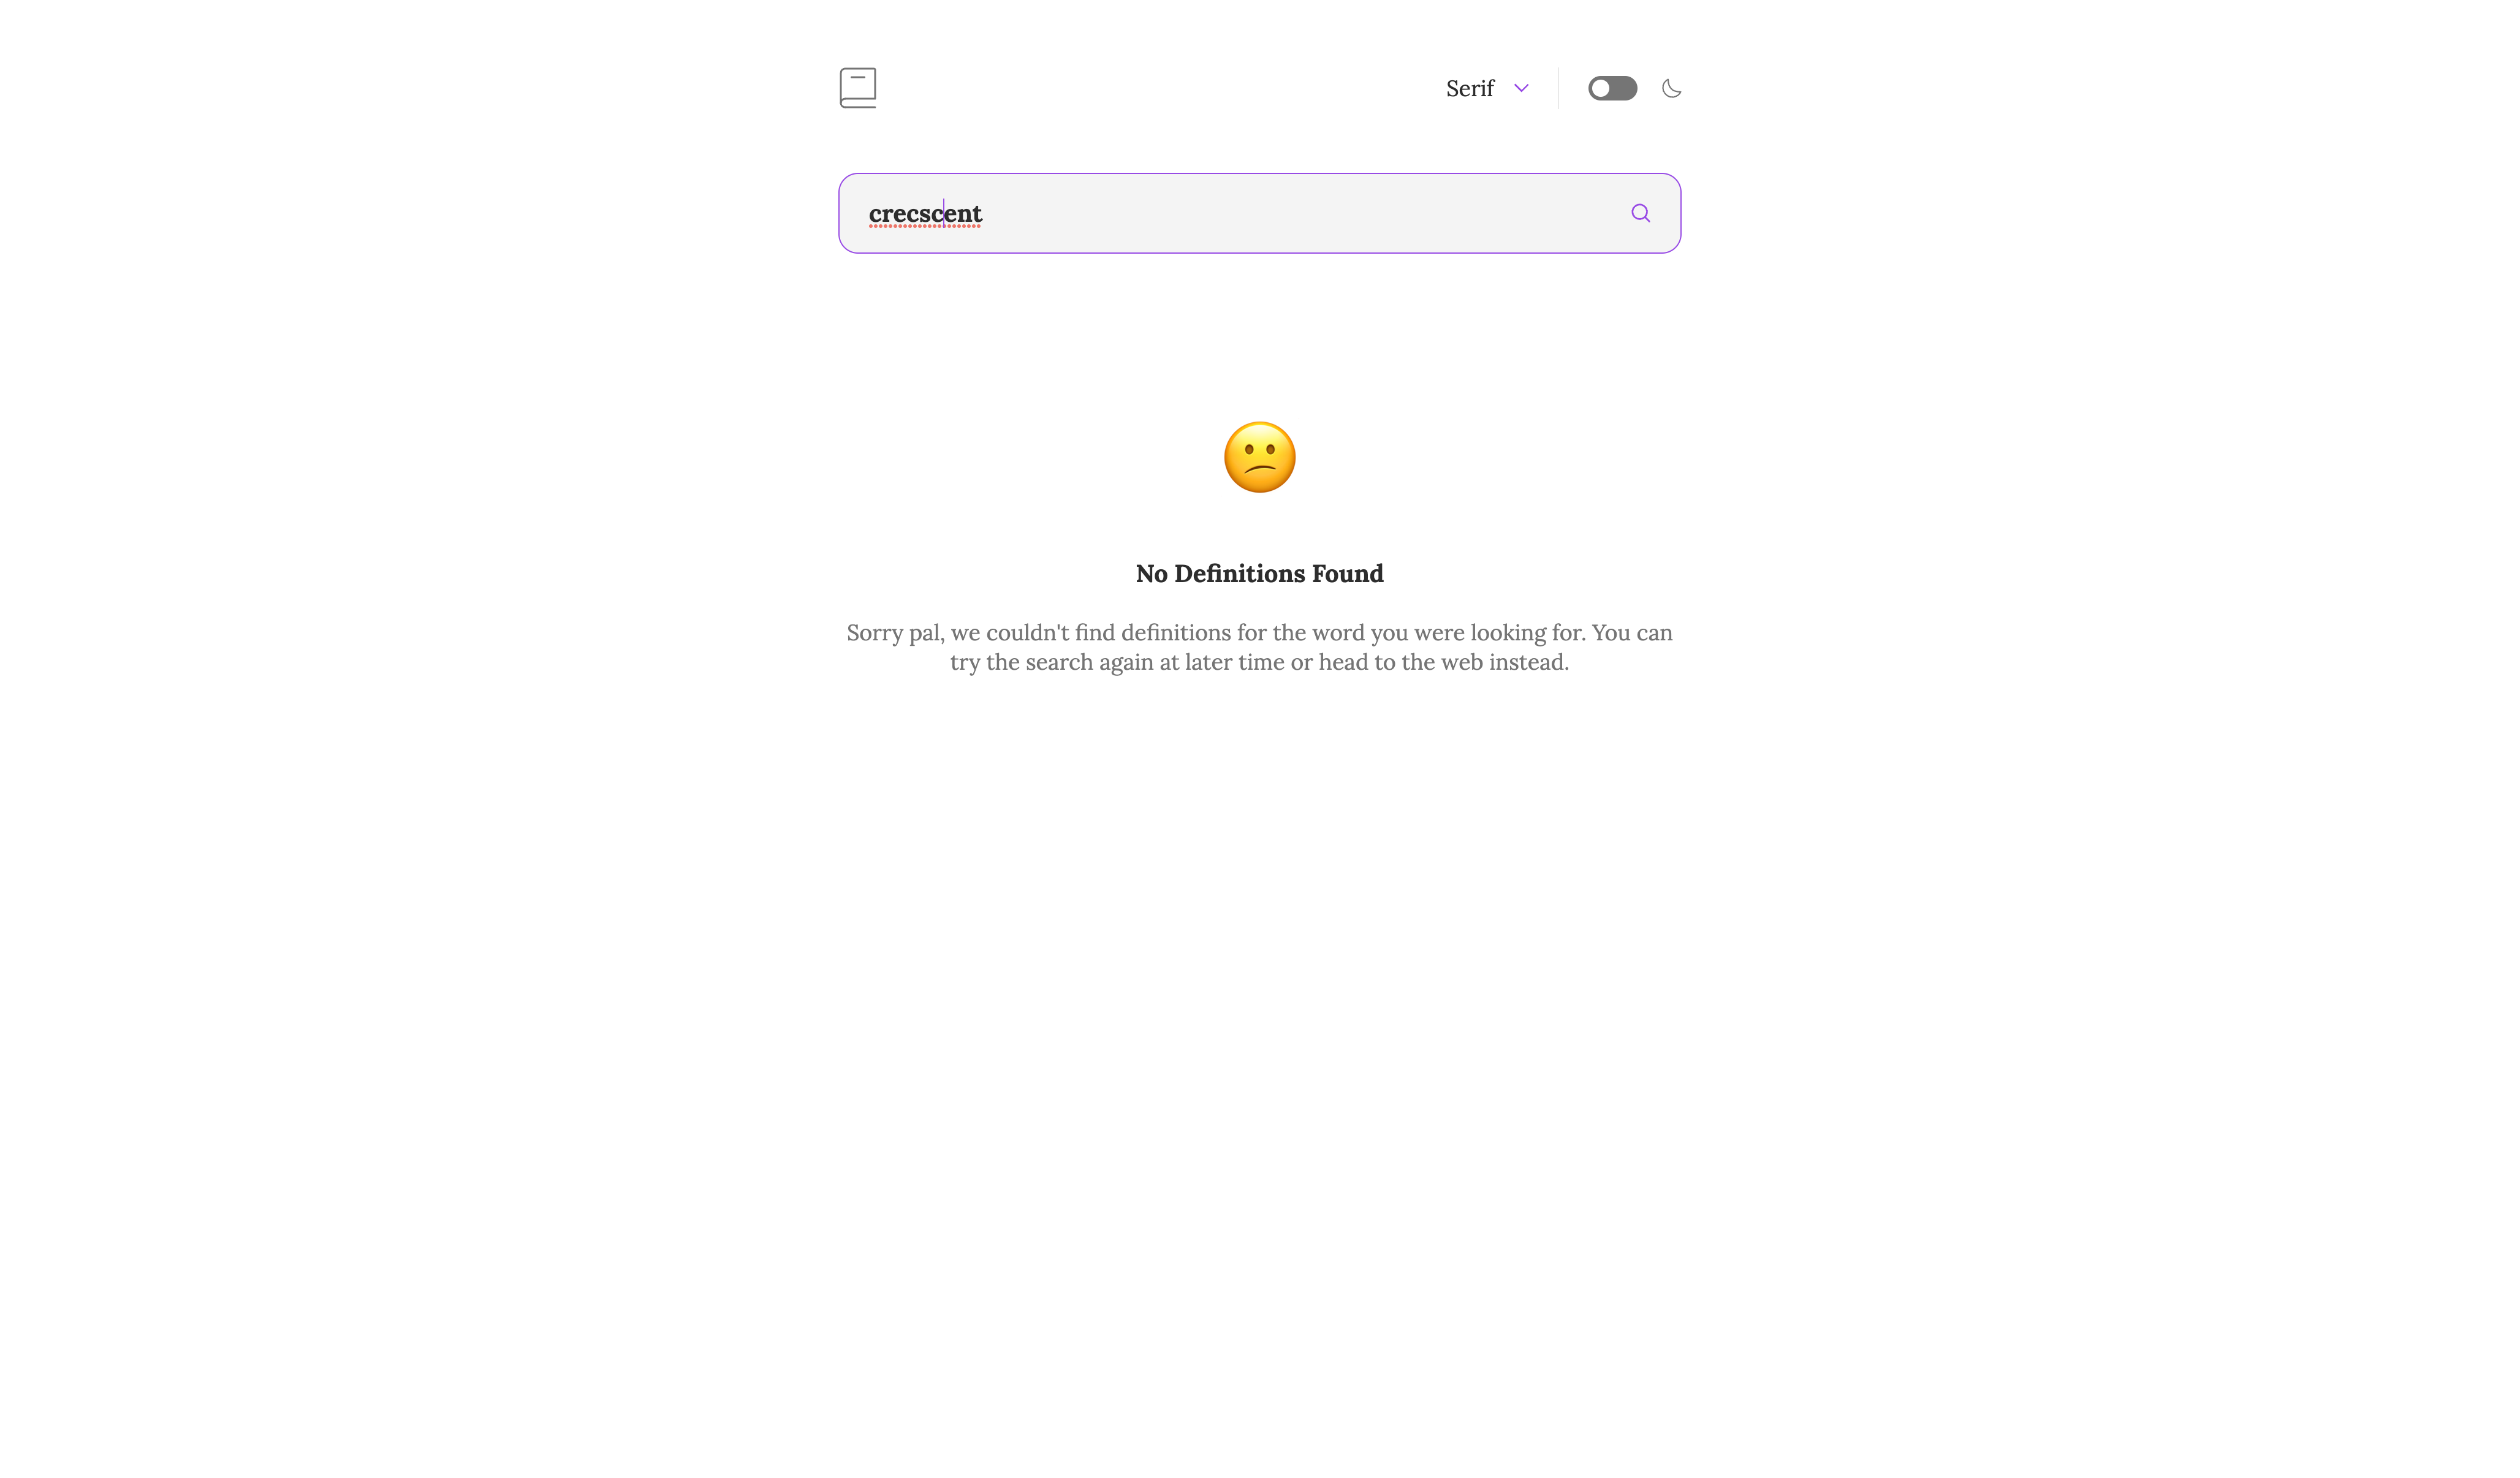 Serif
crecscent
No Definitions Found
Sorry pal, we couldn't find definitions for the word you were looking for. You can
try the search again at later time or head to the web instead.